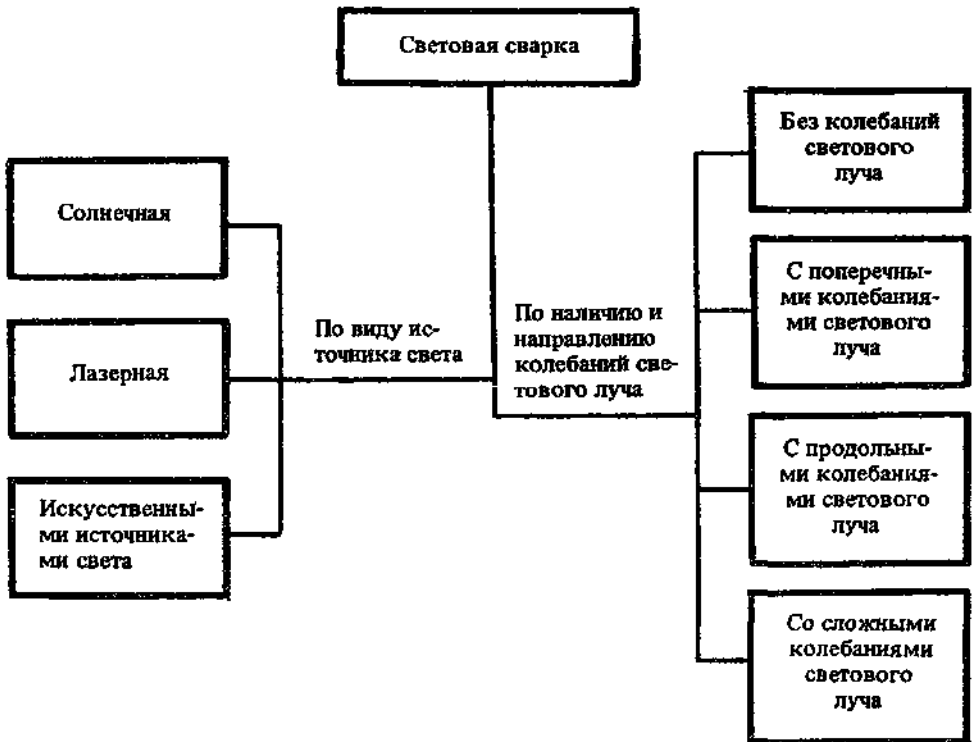 Световая сварка
Солнечная
Лазерная
Искусственны-
ми источника-
ми света
По виду ис-
точника света
По наличию и
направлению
колебаний све-
тового луча
Без колебаний
светового
луча
С поперечны-
ми колебания-
ми светового
луча
С продольны-
ми колебания-
ми светового
луча
Со сложными
колебаниями
светового
луча